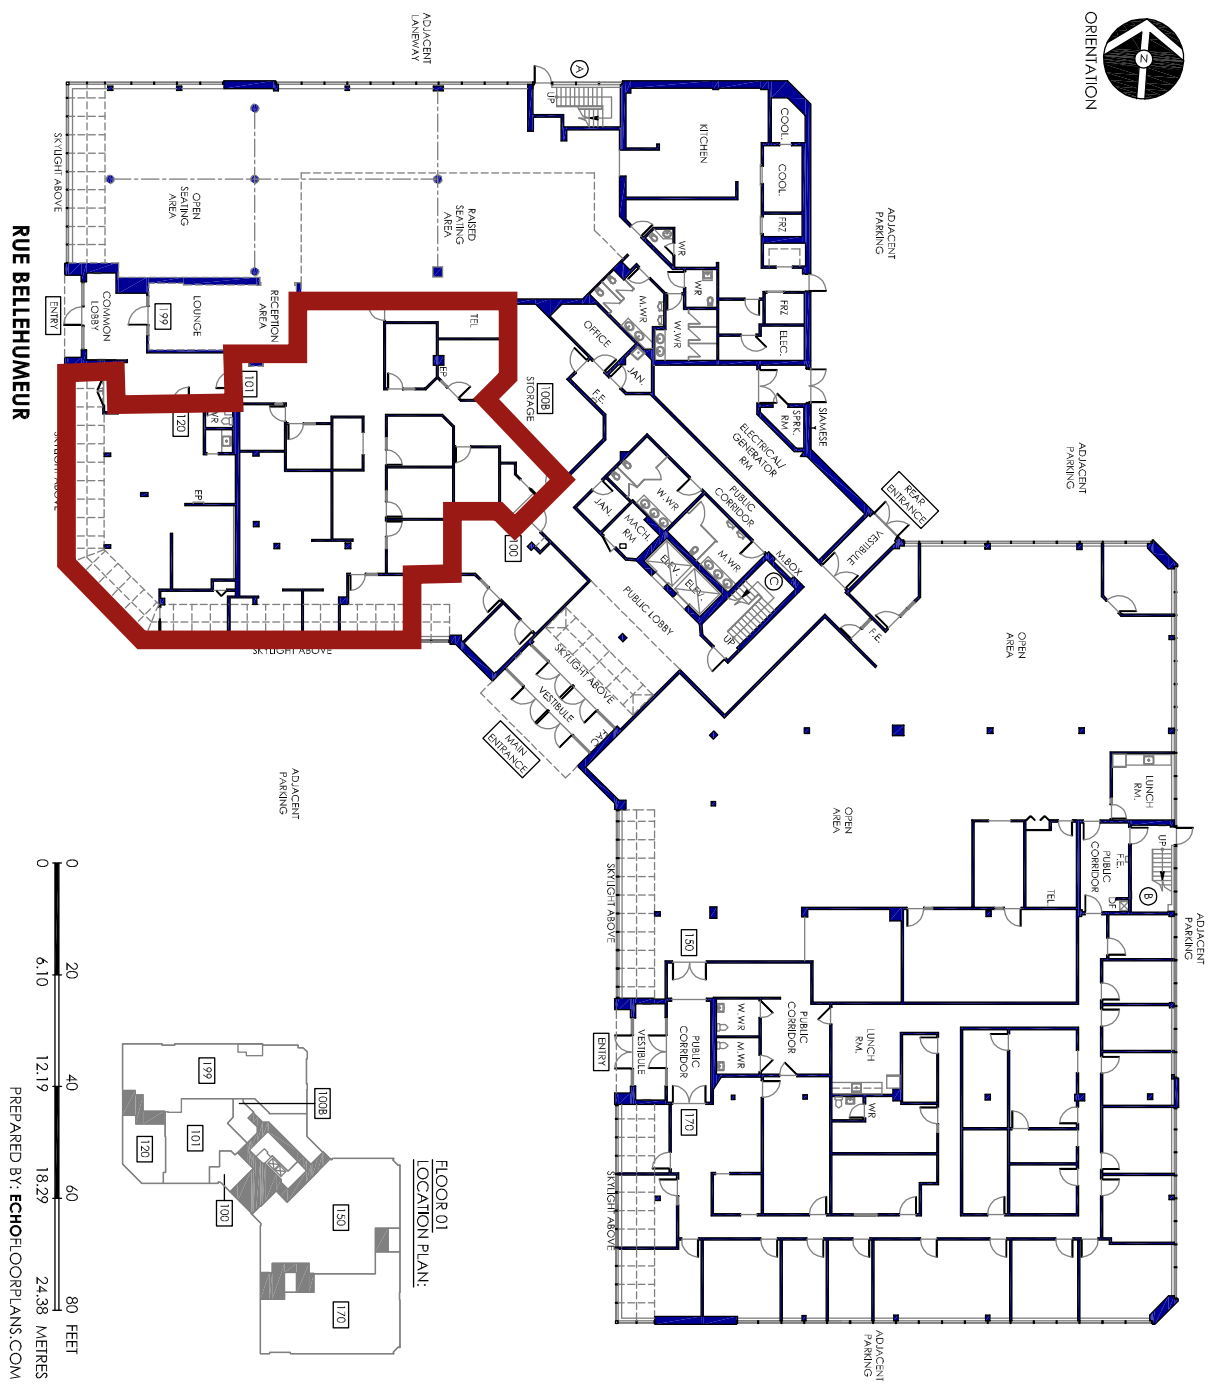 ORIENTATION
N
ADJACENT
LANEWAY
A
UP
KITCHEN
COOL.
COOL.
FRZ
ADJACENT
PARKING
SKYLIGHT ABOVE
OPEN
SEATING
AREA
RAISED
SEATING
AREA
WR
WR
M.WR
W.WR
FRZ
ELEC.
RUE BELLEHUMEUR
ENTRY
COMMON
LOBBY
199
LOUNGE
RECEPTION
AREA
TEL
OFFICE
JAN.
F.E.
100B
STORAGE
EP
101
120
WR
EP
SKYLIGHT ABOVE
SKYLIGHT ABOVE
ELECTRICAL/
GENERATOR
RM
SPRK.
RM
SIAMESE
ADJACENT
PARKING
PUBLIC
CORRIDOR
REAR
ENTRANCE
VESTIBULE
W.WR
JAN.
MACH.
RM.
M.WR
M.BOX
ELEV.
ELEV.
C
UP
100
PUBLIC LOBBY
F.E.
SKYLIGHT ABOVE
VESTIBULE
MAIN
ENTRANCE
OPEN
AREA
OPEN
AREA
LUNCH
RM.
ADJACENT
PARKING
UP
B
F.E.
PUBLIC
CORRIDOR
DF
TEL
ADJACENT
PARKING
SKYLIGHT ABOVE
150
ENTRY
VESTIBULE
PUBLIC
CORRIDOR
W.WR
M.WR
PUBLIC
CORRIDOR
LUNCH
RM.
WR
170
SKYLIGHT ABOVE
ADJACENT
PARKING
0 20 40 60 80 FEET
0 6.10 12.19 18.29 24.38 METRES
PREPARED BY: ECHOFLOORPLANS.COM
199
100B
101
120
100
150
170
FLOOR 01
LOCATION PLAN: